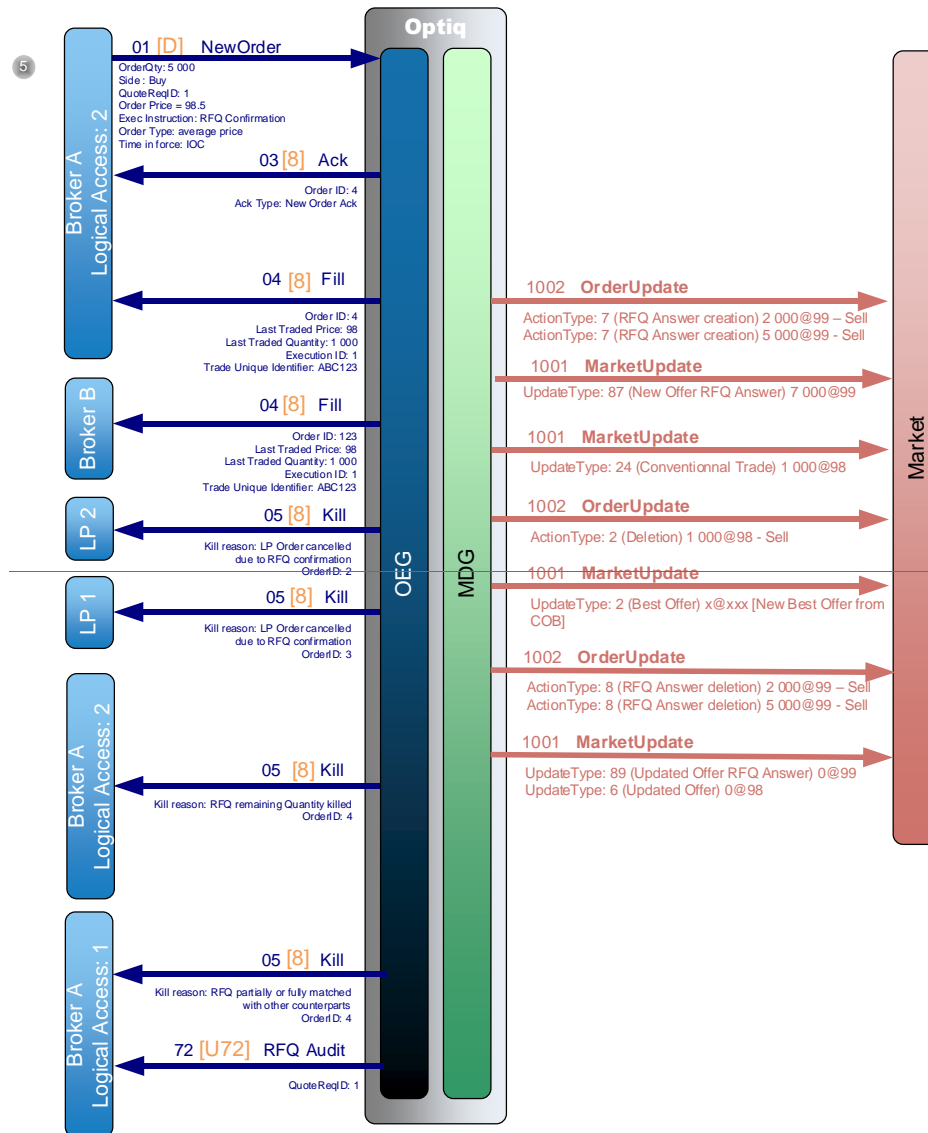 Optiq
5
Broker A
Logical Access: 2
01 [D] NewOrder
OrderQty: 5 000
Side : Buy
QuoteReqID: 1
Order Price = 98.5
Exec Instruction: RFQ Confirmation
Order Type: average price
Time in force: IOC
03 [8] Ack
Order ID: 4
Ack Type: New Order Ack
04 [8] Fill
Order ID: 4
Last Traded Price: 98
Last Traded Quantity: 1 000
Execution ID: 1
Trade Unique Identifier: ABC123
Broker B
04 [8] Fill
Order ID: 123
Last Traded Price: 98
Last Traded Quantity: 1 000
Execution ID: 1
Trade Unique Identifier: ABC123
LP 2
05 [8] Kill
Kill reason: LP Order cancelled
due to RFQ confirmation
OrderID: 2
LP 1
05 [8] Kill
Kill reason: LP Order cancelled
due to RFQ confirmation
OrderID: 3
Broker A
Logical Access: 2
05 [8] Kill
Kill reason: RFQ remaining Quantity killed
OrderID: 4
Broker A
Logical Access: 1
05 [8] Kill
Kill reason: RFQ partially or fully matched
with other counterparts
OrderID: 4
72 [U72] RFQ Audit
QuoteReqID: 1
OEG
MDG
1002 OrderUpdate
ActionType: 7 (RFQ Answer creation) 2 000@99 – Sell
ActionType: 7 (RFQ Answer creation) 5 000@99 - Sell
1001 MarketUpdate
UpdateType: 87 (New Offer RFQ Answer) 7 000@99
1001 MarketUpdate
UpdateType: 24 (Conventionnal Trade) 1 000@98
1002 OrderUpdate
ActionType: 2 (Deletion) 1 000@98 - Sell
1001 MarketUpdate
UpdateType: 2 (Best Offer) x@xxx [New Best Offer from
COB]
1002 OrderUpdate
ActionType: 8 (RFQ Answer deletion) 2 000@99 – Sell
ActionType: 8 (RFQ Answer deletion) 5 000@99 - Sell
1001 MarketUpdate
UpdateType: 89 (Updated Offer RFQ Answer) 0@99
UpdateType: 6 (Updated Offer) 0@98
Market